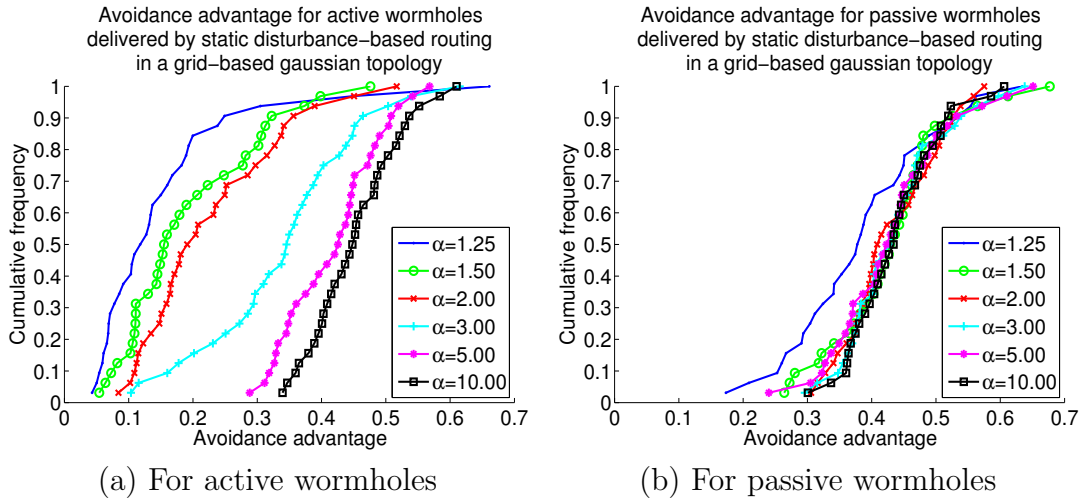 Avoidance advantage for active wormholes
delivered by static disturbance−based routing
in a grid−based gaussian topology
1
0.9
0.8
0.7
0.6
0.5
0.4
0.3
0.2
0.1
0
Cumulative frequency
α=1.25
α=1.50
α=2.00
α=3.00
α=5.00
α=10.00
0 0.1 0.2 0.3 0.4 0.5 0.6 0.7
Avoidance advantage
(a) For active wormholes
Avoidance advantage for passive wormholes
delivered by static disturbance−based routing
in a grid−based gaussian topology
1
0.9
0.8
0.7
0.6
0.5
0.4
0.3
0.2
0.1
0
Cumulative frequency
α=1.25
α=1.50
α=2.00
α=3.00
α=5.00
α=10.00
0 0.1 0.2 0.3 0.4 0.5 0.6 0.7
Avoidance advantage
(b) For passive wormholes